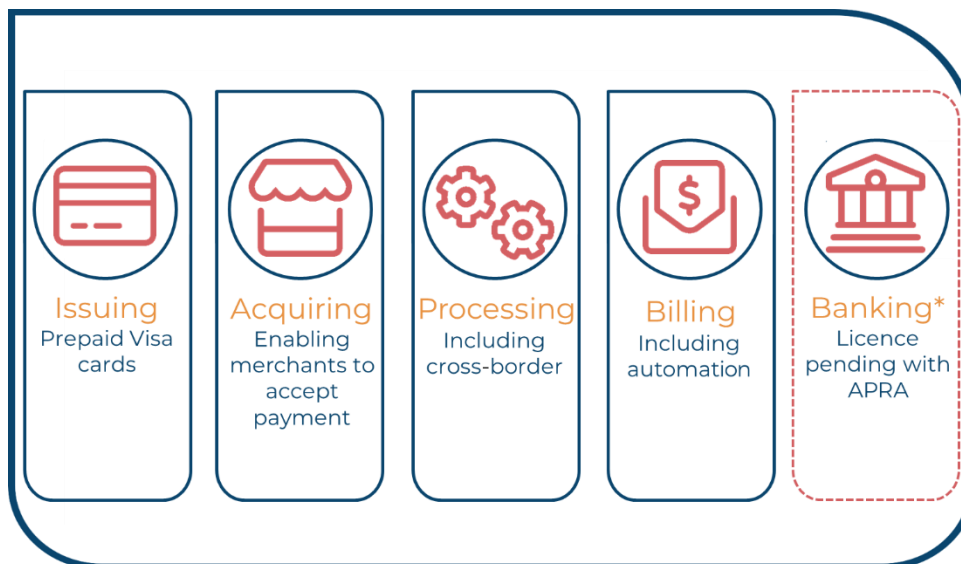 Issuing
Prepaid Visa
cards
Acquiring
Enabling
merchants to
accept
payment
Processing
Including
cross-border
$
Billing
Including
automation
Banking*
Licence
pending with
APRA